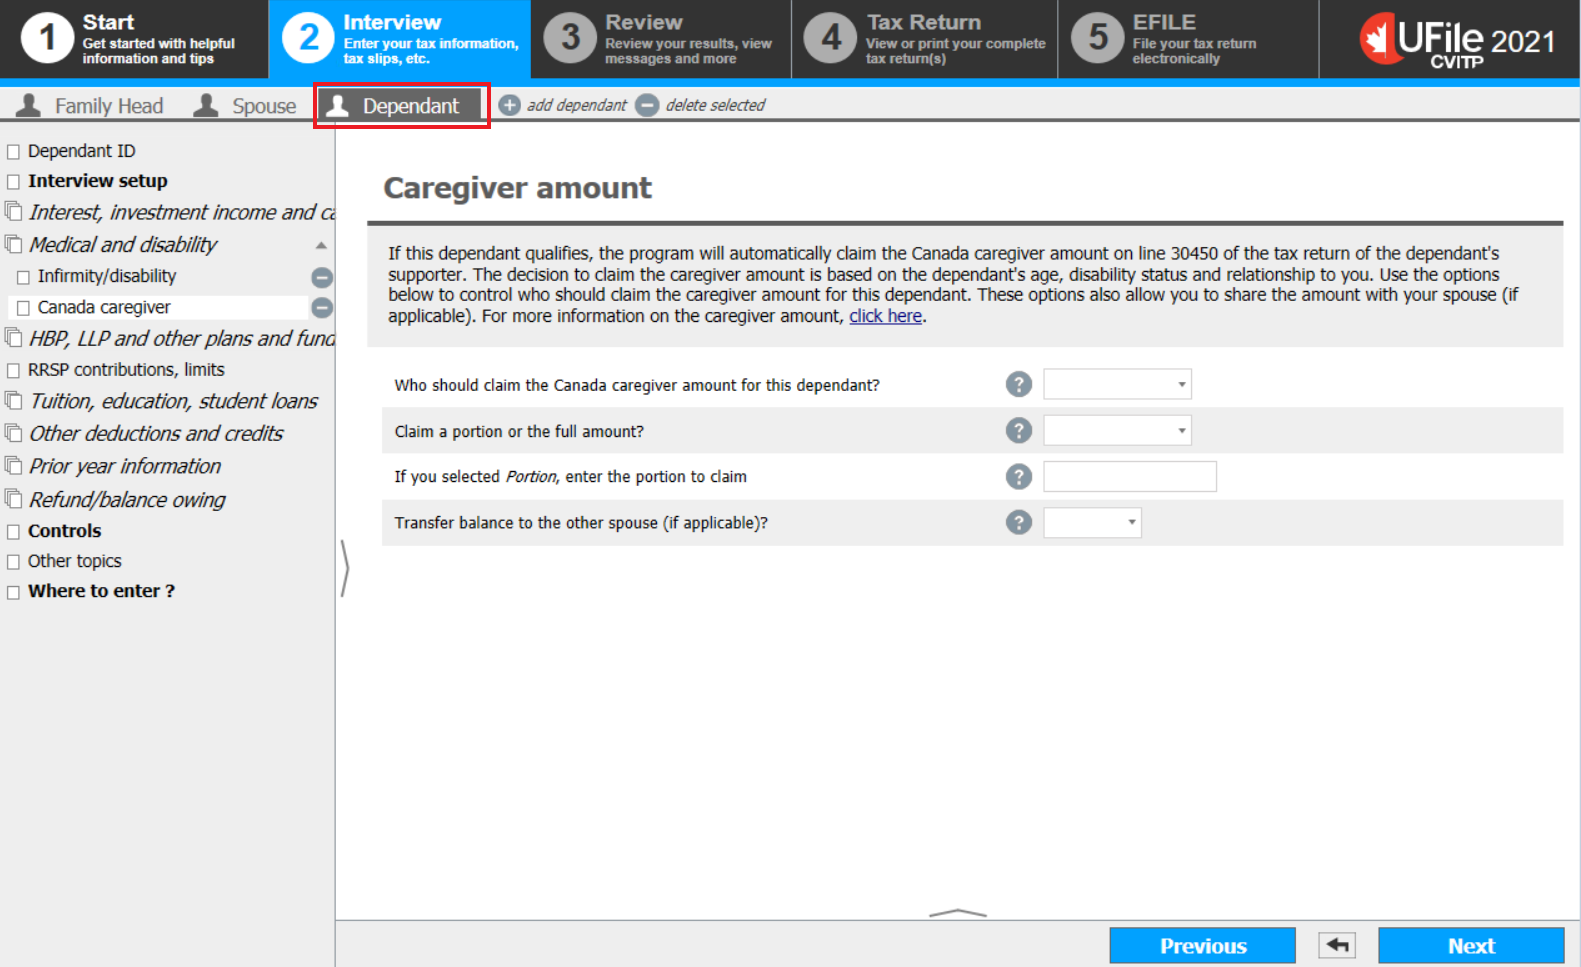 1
Start
Get started with helpful
information and tips
2
Interview
Enter your tax information,
tax slips, etc.
3
Review
Review your results, view
messages and more
4
Tax Return
View or print your complete
tax return(s)
5
EFILE
File your tax return
electronically
UFile 2021
CVITP
Family Head
Spouse
Dependant
add dependant
delete selected
Dependant ID
Interview setup
Interest, investment income and ca
Medical and disability
Infirmity/disability
Canada caregiver
HBP, LLP and other plans and fund
RRSP contributions, limits
Tuition, education, student loans
Other deductions and credits
Prior year information
Refund/balance owing
Controls
Other topics
Where to enter ?
Caregiver amount
If this dependant qualifies, the program will automatically claim the Canada caregiver amount on line 30450 of the tax return of the dependant's
supporter. The decision to claim the caregiver amount is based on the dependant's age, disability status and relationship to you. Use the options
below to control who should claim the caregiver amount for this dependant. These options also allow you to share the amount with your spouse (if
applicable). For more information on the caregiver amount, click here.
Who should claim the Canada caregiver amount for this dependant? ?
Claim a portion or the full amount? ?
If you selected Portion, enter the portion to claim ?
Transfer balance to the other spouse (if applicable)? ?
Previous
Next